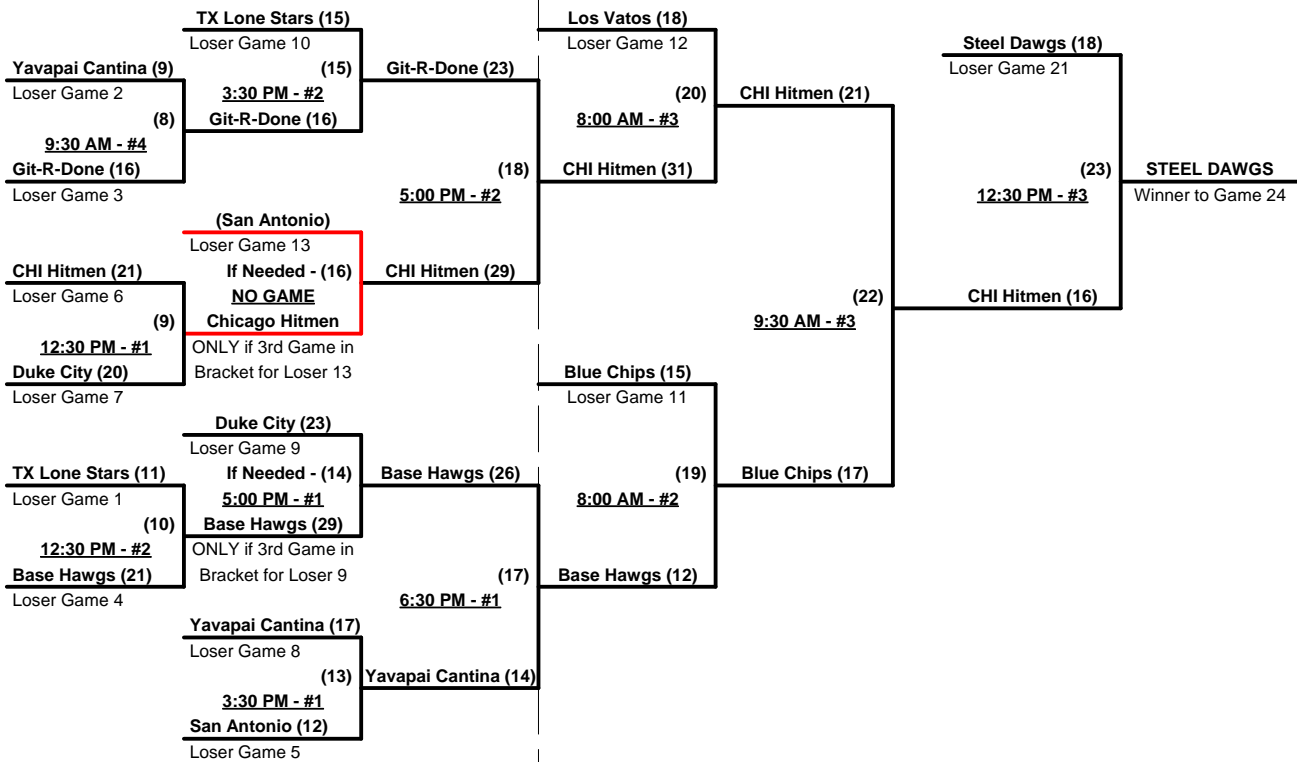 TX Lone Stars (15)
Loser Game 10
Yavapai Cantina (9)
Loser Game 2
(15)
3:30 PM - #2
Git-R-Done (23)
(8)
9:30 AM - #4
Git-R-Done (16)
Git-R-Done (16)
Loser Game 3
(18)
5:00 PM - #2
(San Antonio)
Loser Game 13
CHI Hitmen (21)
Loser Game 6
If Needed - (16)
NO GAME
CHI Hitmen (29)
(9)
12:30 PM - #1
Chicago Hitmen
ONLY if 3rd Game in
Bracket for Loser 13
Duke City (20)
Loser Game 7
Duke City (23)
Loser Game 9
TX Lone Stars (11)
Loser Game 1
If Needed - (14)
5:00 PM - #1
Base Hawgs (26)
(10)
12:30 PM - #2
Base Hawgs (29)
ONLY if 3rd Game in
Bracket for Loser 9
Base Hawgs (21)
Loser Game 4
(17)
6:30 PM - #1
Yavapai Cantina (17)
Loser Game 8
(13)
3:30 PM - #1
Yavapai Cantina (14)
San Antonio (12)
Loser Game 5
Los Vatos (18)
Loser Game 12
(20)
8:00 AM - #3
CHI Hitmen (21)
CHI Hitmen (31)
Blue Chips (15)
Loser Game 11
(19)
8:00 AM - #2
Blue Chips (17)
Base Hawgs (12)
(22)
9:30 AM - #3
Steel Dawgs (18)
Loser Game 21
(23)
12:30 PM - #3
STEEL DAWGS
Winner to Game 24
CHI Hitmen (16)